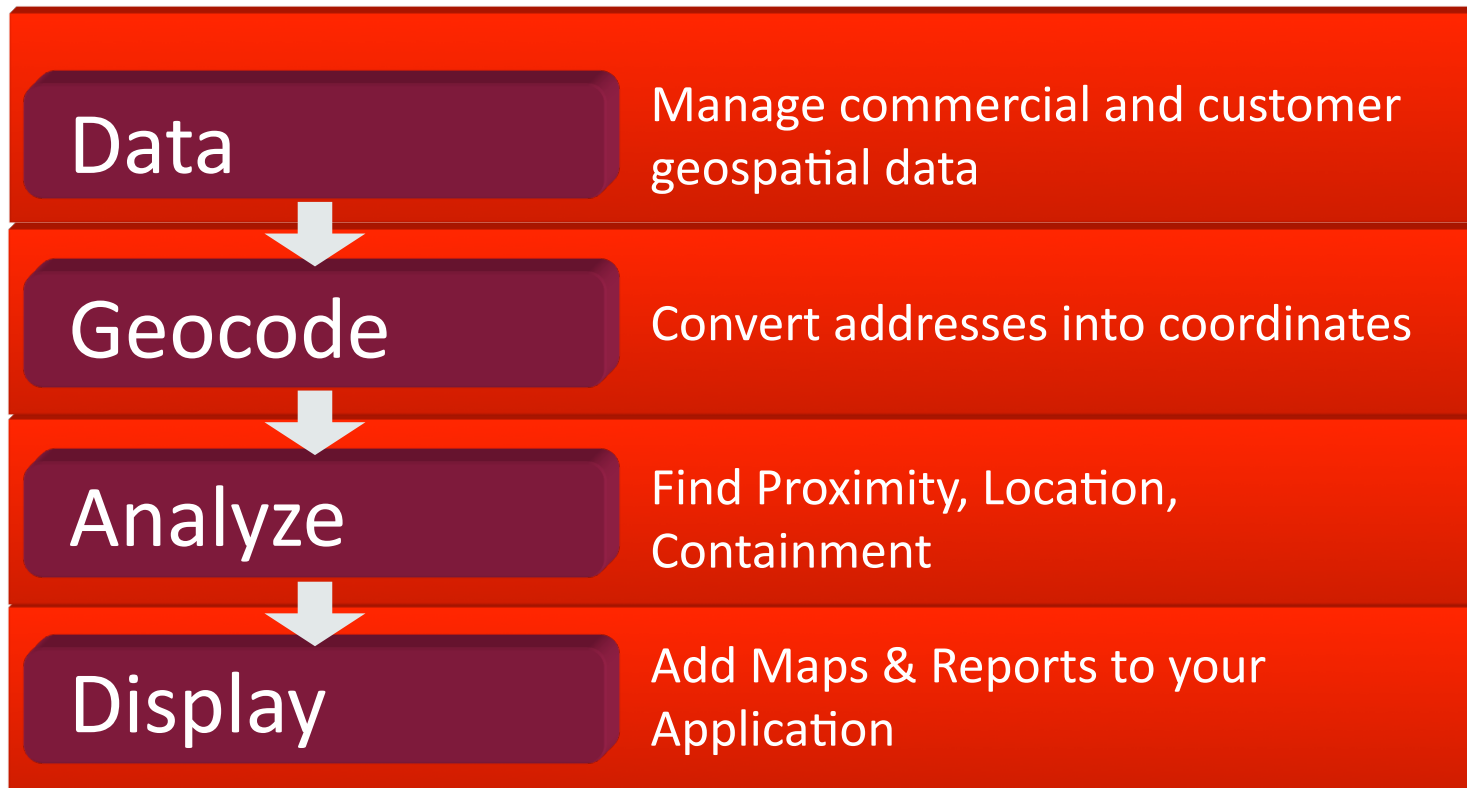 Data
Manage commercial and customer
geospatial data
Geocode
Convert addresses into coordinates
Analyze
Find Proximity, Location,
Containment
Display
Add Maps & Reports to your
Application